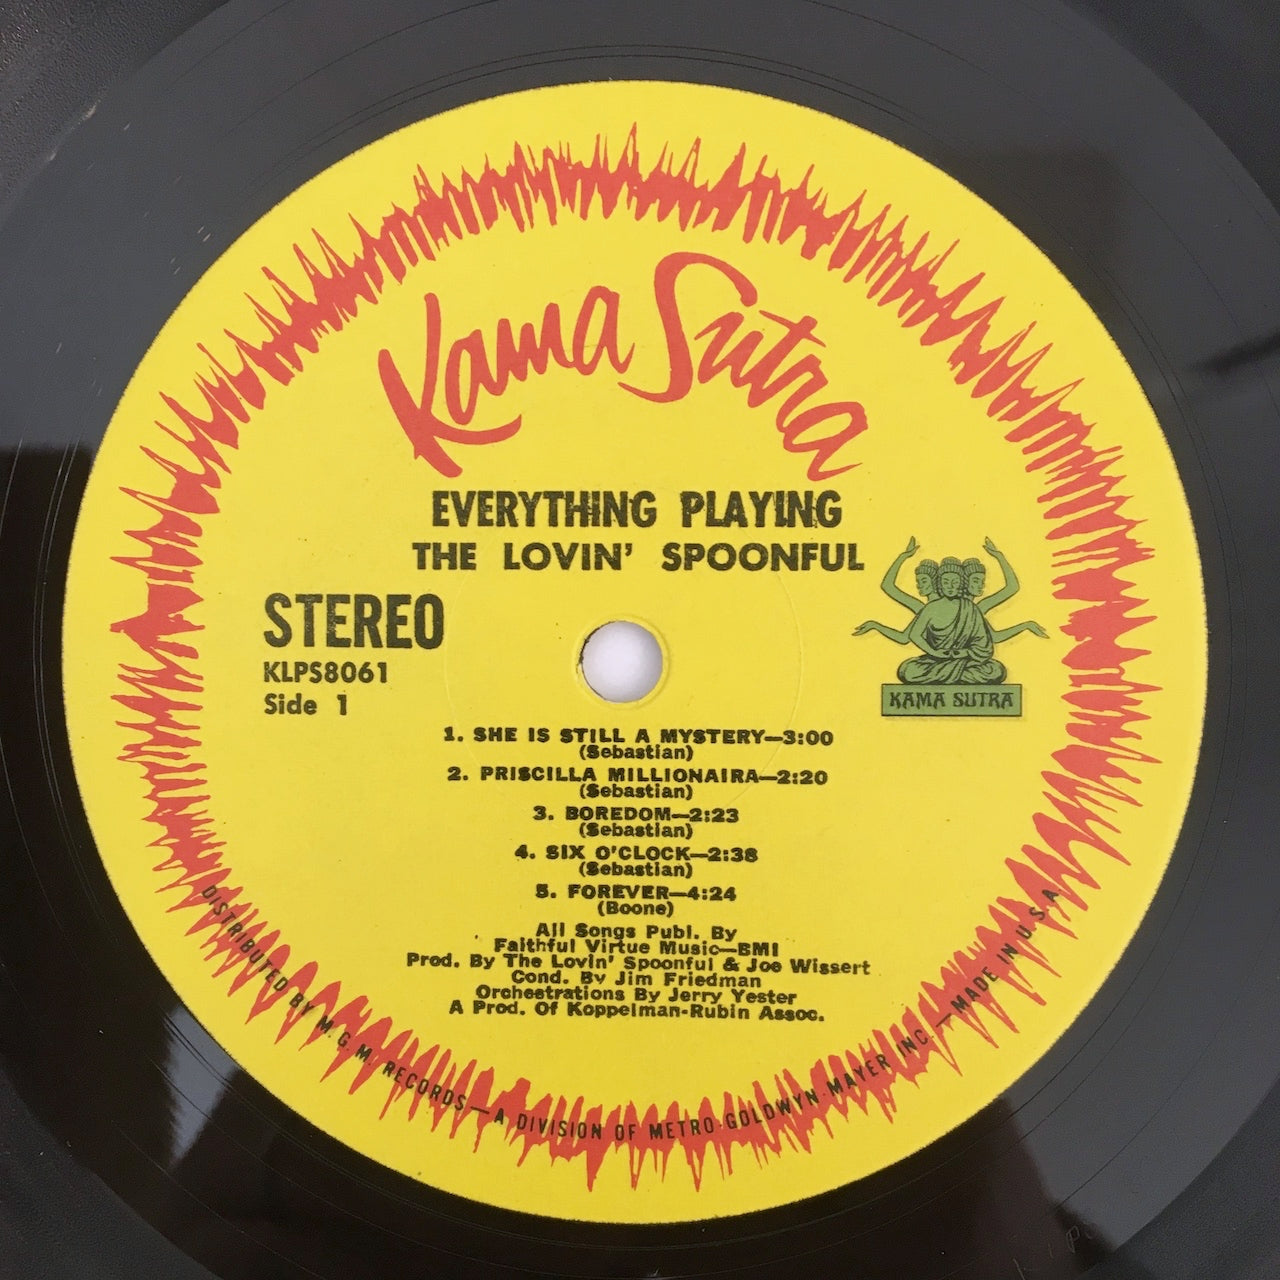 Kama Sutra
EVERYTHING PLAYING
THE LOVIN' SPOONFUL
STEREO
KLPS8061
Side 1
KAMA SUTRA
1. SHE IS STILL A MYSTERY—3:00
(Sebastian)
2. PRISCILLA MILLIONAIRA—2:20
(Sebastian)
3. BOREDOM—2:23
(Sebastian)
4. SIX O'CLOCK—2:38
(Sebastian)
5. FOREVER—4:24
(Boone)
All Songs Publ. By
Faithful Virtue Music—BMI
Prod. By The Lovin' Spoonful & Joe Wissert
Cond. By Jim Friedman
Orchestrations By Jerry Yester
A Prod. Of Koppelman-Rubin Assoc.
DISTRIBUTED BY M.G.M. RECORDS—A DIVISION OF METRO-GOLDWYN-MAYER INC.—MADE IN U.S.A.